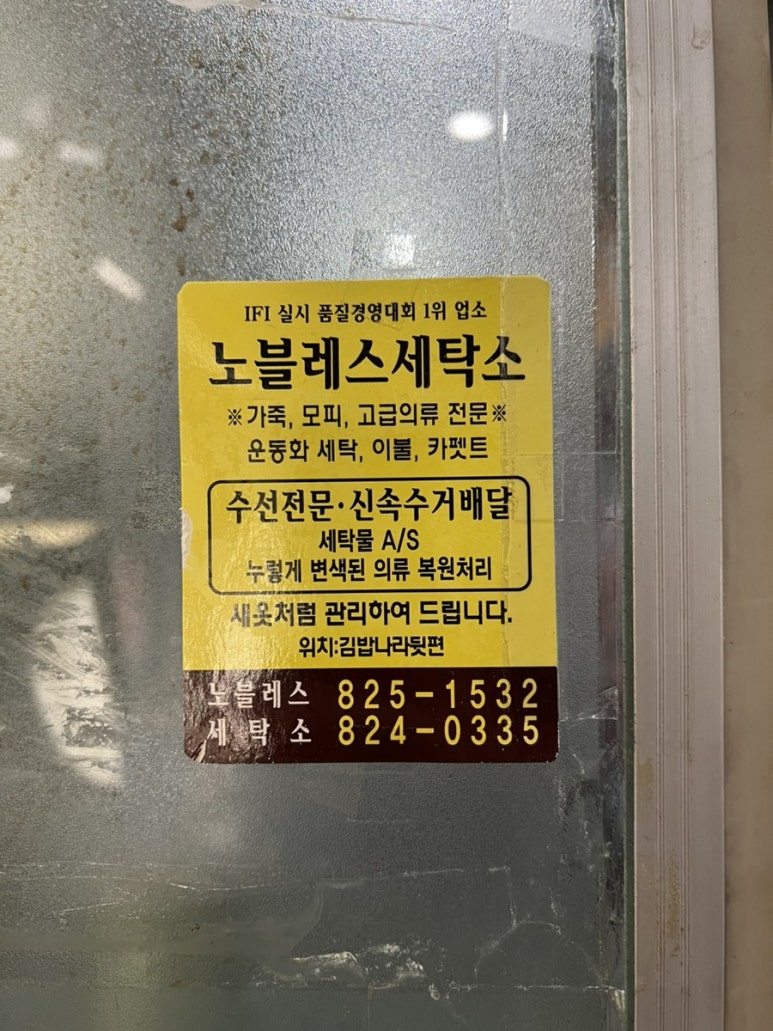 IFI 실시 품질경영대회 1위 업소
노블레스세탁소
※가죽, 모피, 고급의류 전문※
운동화 세탁, 이불, 카펫트
수선전문·신속수거배달
세탁물 A/S
누렇게 변색된 의류 복원처리
새옷처럼 관리하여 드립니다.
위치:김밥나라뒷편
노블레스 825-1532
세탁소 824-0335